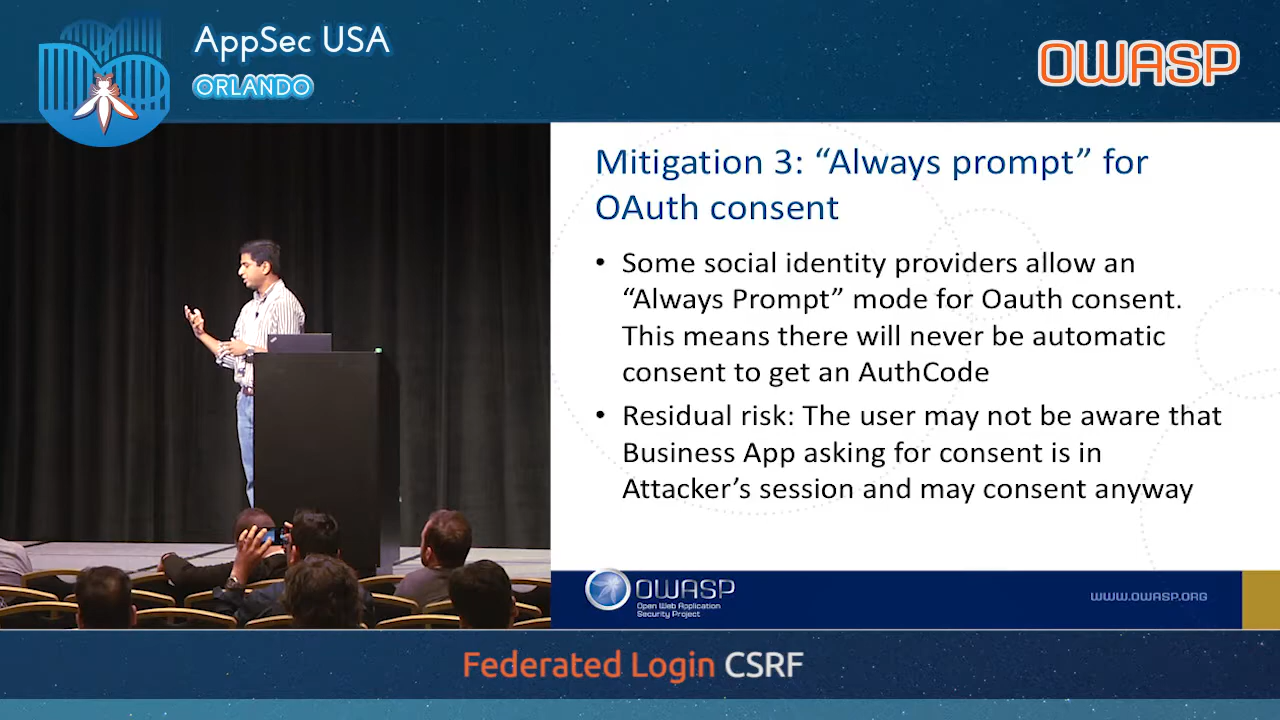 AppSec USA
ORLANDO
OWASP
Mitigation 3: “Always prompt” for
OAuth consent
• Some social identity providers allow an
“Always Prompt” mode for Oauth consent.
This means there will never be automatic
consent to get an AuthCode
• Residual risk: The user may not be aware that
Business App asking for consent is in
Attacker’s session and may consent anyway
OWASP
Open Web Application
Security Project
WWW.OWASP.ORG
Federated Login CSRF